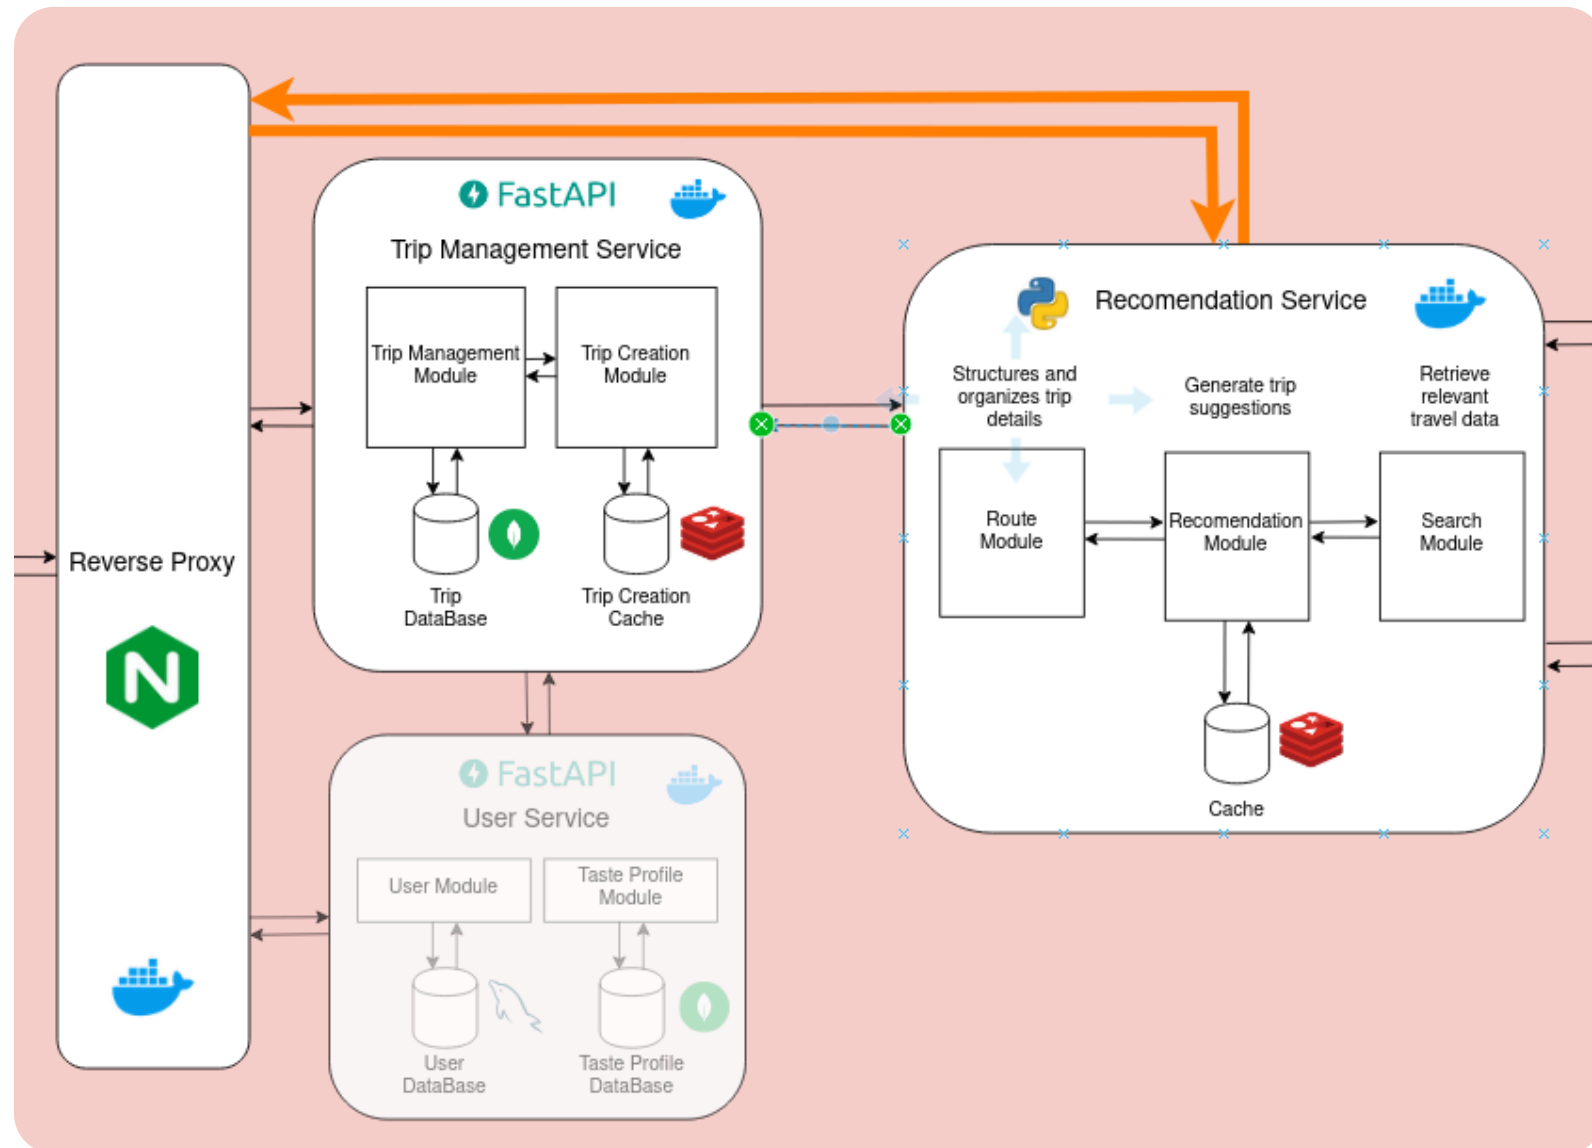 Reverse Proxy
FastAPI
Trip Management Service
Trip Management
Module
Trip Creation
Module
Trip
DataBase
Trip Creation
Cache
FastAPI
User Service
User Module
Taste Profile
Module
User
DataBase
Taste Profile
DataBase
Recomendation Service
Structures and
organizes trip
details
Generate trip
suggestions
Retrieve
relevant
travel data
Route
Module
Recomendation
Module
Search
Module
Cache